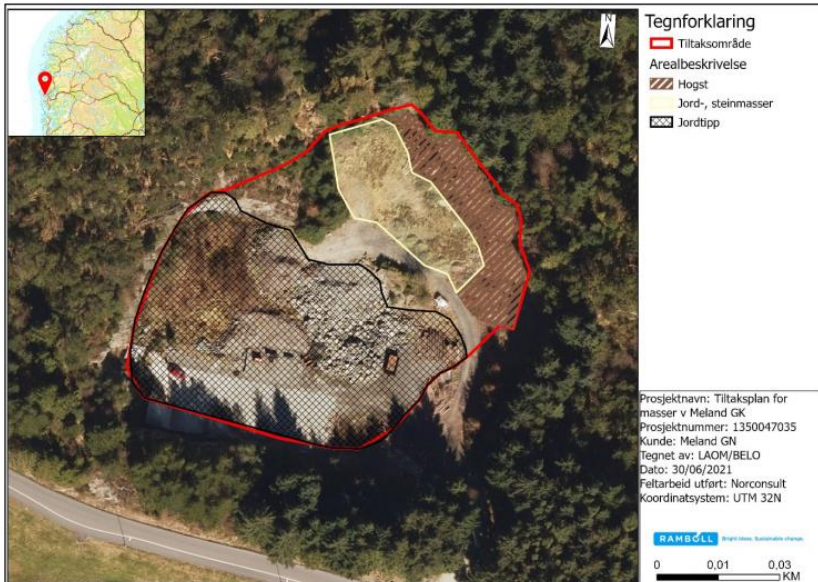 N
Tegnforklaring
Tiltaksområde
Arealbeskrivelse
Hogst
Jord-, steinmasser
Jordtipp
Prosjektnavn: Tiltaksplan for
masser v Meland GK
Prosjektnummer: 1350047035
Kunde: Meland GN
Tegnet av: LAOM/BELO
Dato: 30/06/2021
Feltarbeid utført: Norconsult
Koordinatsystem: UTM 32N
RAMBOLL Bright ideas. Sustainable change.
0 0,01 0,03
KM